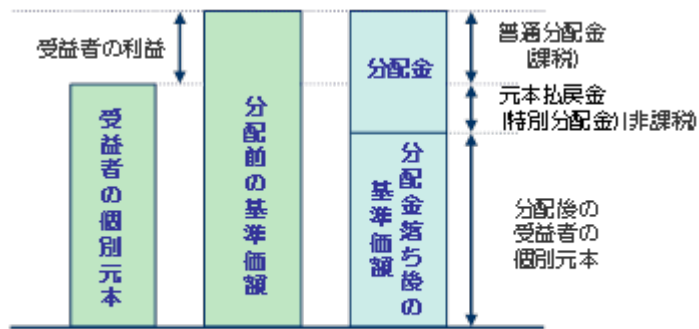 受益者の利益
受益者の個別元本
分配前の基準価額
分配金
分配金落ち後の
基準価額
普通分配金
(課税)
元本払戻金
(特別分配金)(非課税)
分配後の
受益者の
個別元本